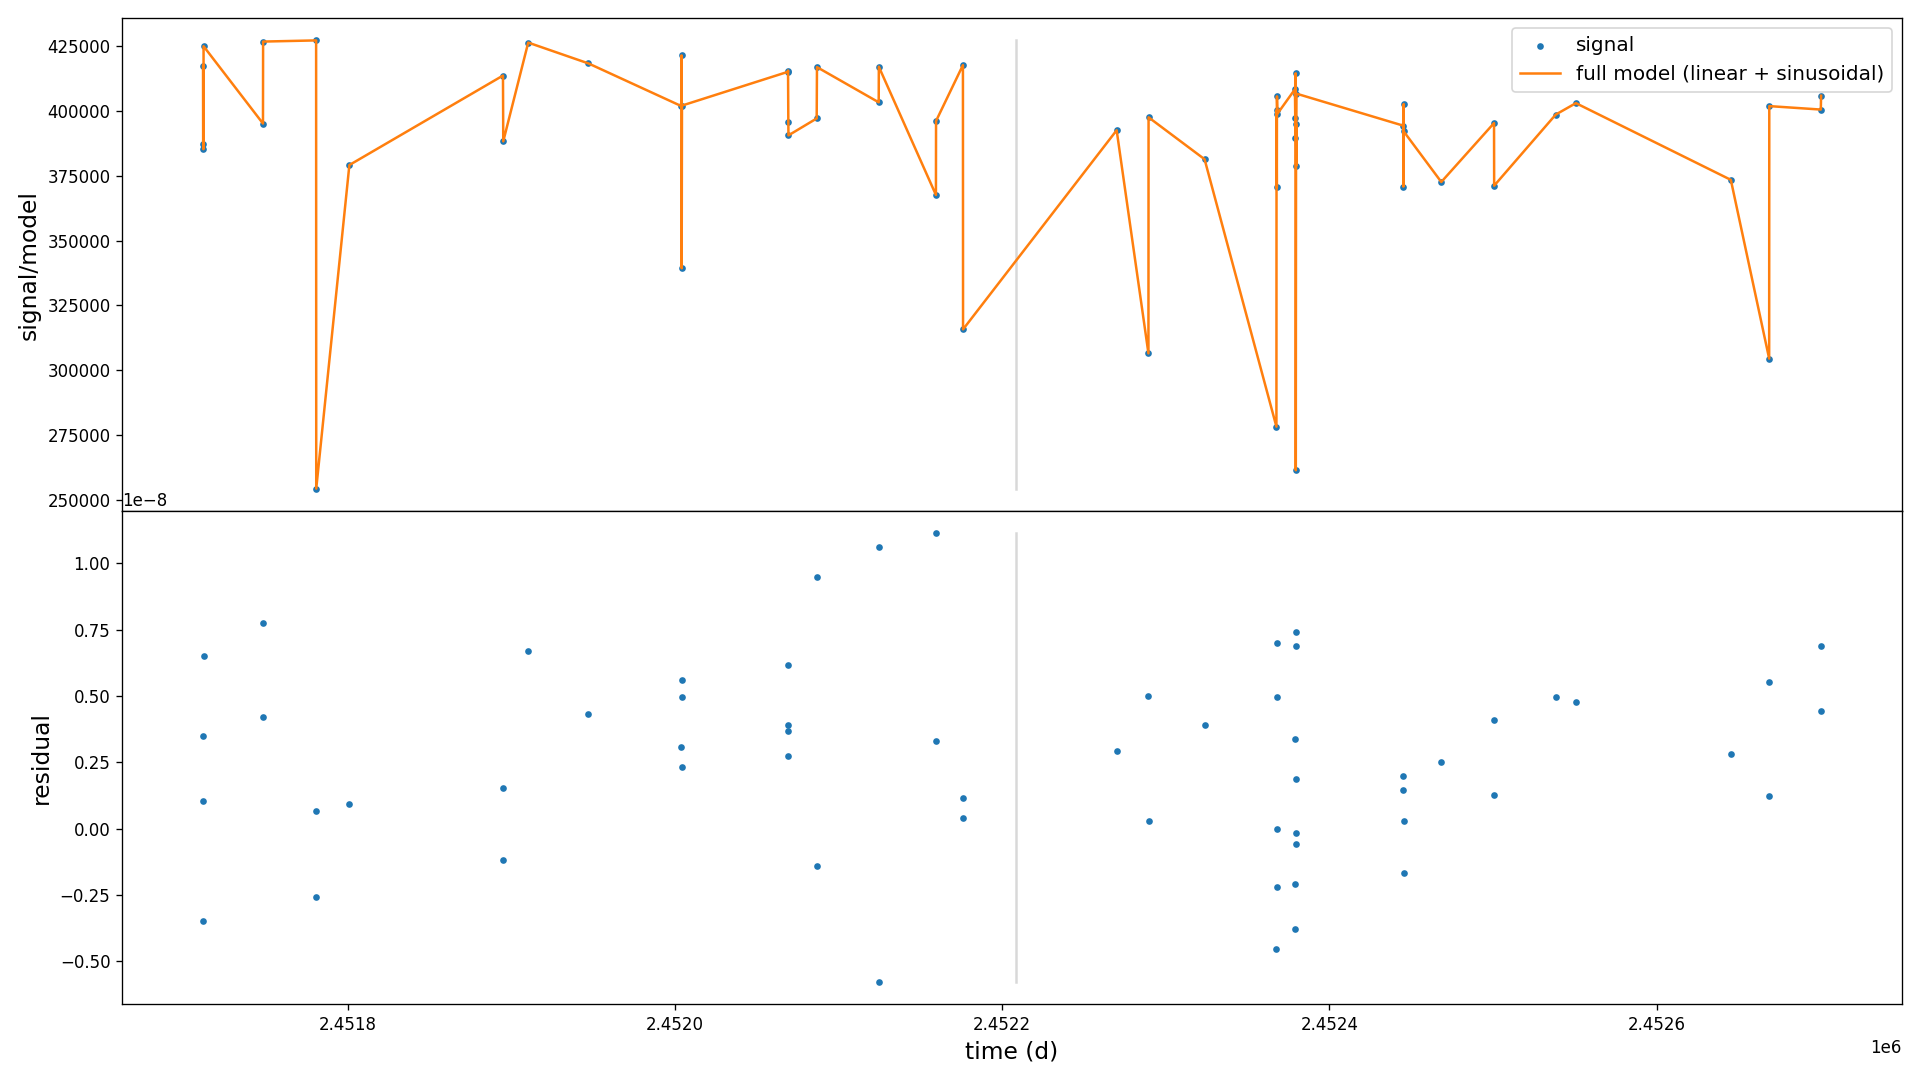 signal
full model (linear + sinusoidal)
425000
400000
375000
350000
325000
300000
275000
250000
signal/model
1e−8
1.00
0.75
0.50
0.25
0.00
−0.25
−0.50
residual
2.4518
2.4520
2.4522
2.4524
2.4526
1e6
time (d)